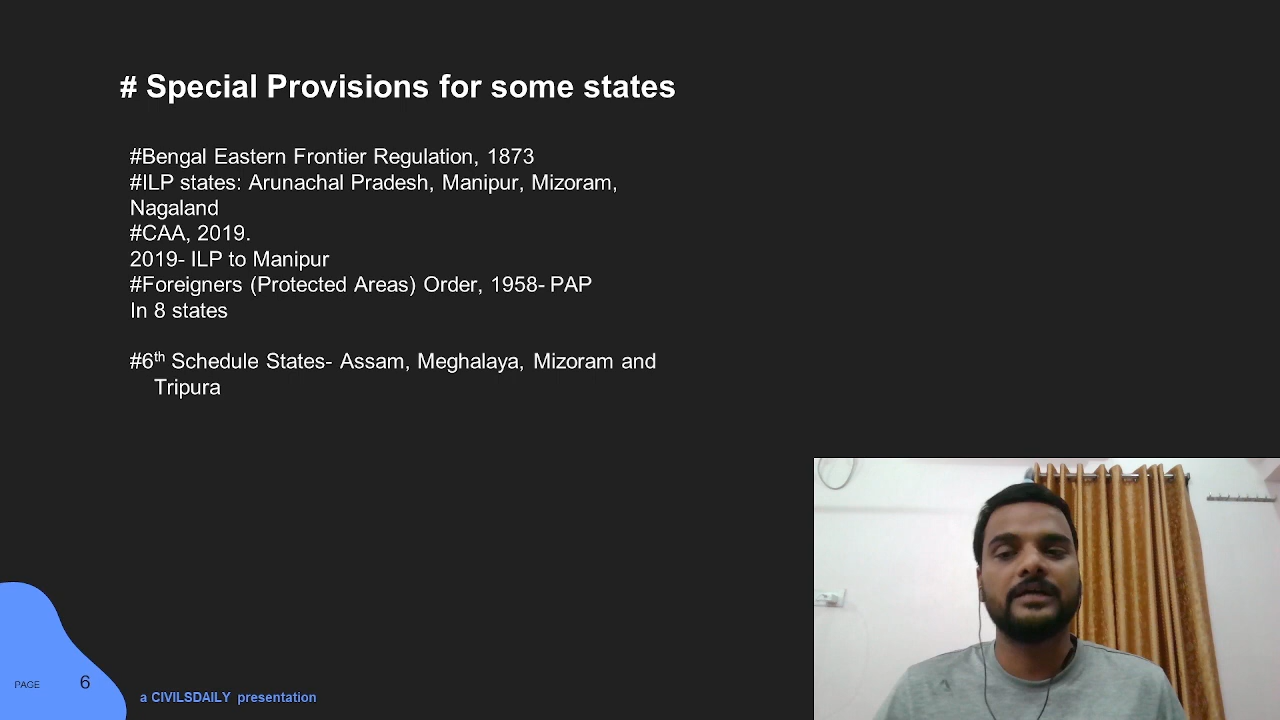 # Special Provisions for some states
#Bengal Eastern Frontier Regulation, 1873
#ILP states: Arunachal Pradesh, Manipur, Mizoram,
Nagaland
#CAA, 2019.
2019- ILP to Manipur
#Foreigners (Protected Areas) Order, 1958- PAP
In 8 states
#6th Schedule States- Assam, Meghalaya, Mizoram and
Tripura
PAGE 6
a CIVILSDAILY presentation